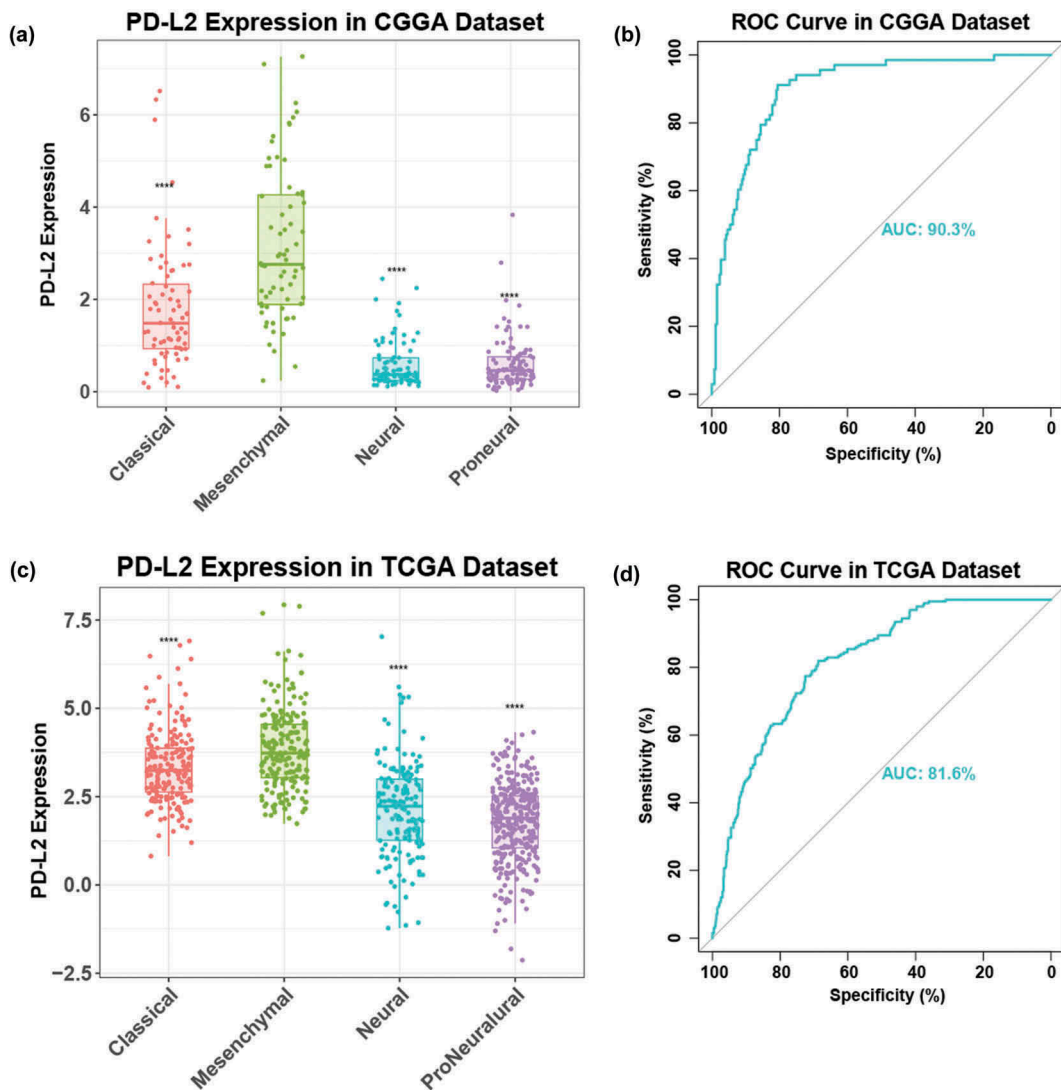 (a)
PD-L2 Expression in CGGA Dataset
PD-L2 Expression
6
4
2
0
****
****
****
Classical
Mesenchymal
Neural
Proneural
(b)
ROC Curve in CGGA Dataset
Sensitivity (%)
100
80
60
40
20
0
AUC: 90.3%
100 80 60 40 20 0
Specificity (%)
(c)
PD-L2 Expression in TCGA Dataset
PD-L2 Expression
7.5
5.0
2.5
0.0
−2.5
****
****
****
Classical
Mesenchymal
Neural
ProNeuralural
(d)
ROC Curve in TCGA Dataset
Sensitivity (%)
100
80
60
40
20
0
AUC: 81.6%
100 80 60 40 20 0
Specificity (%)